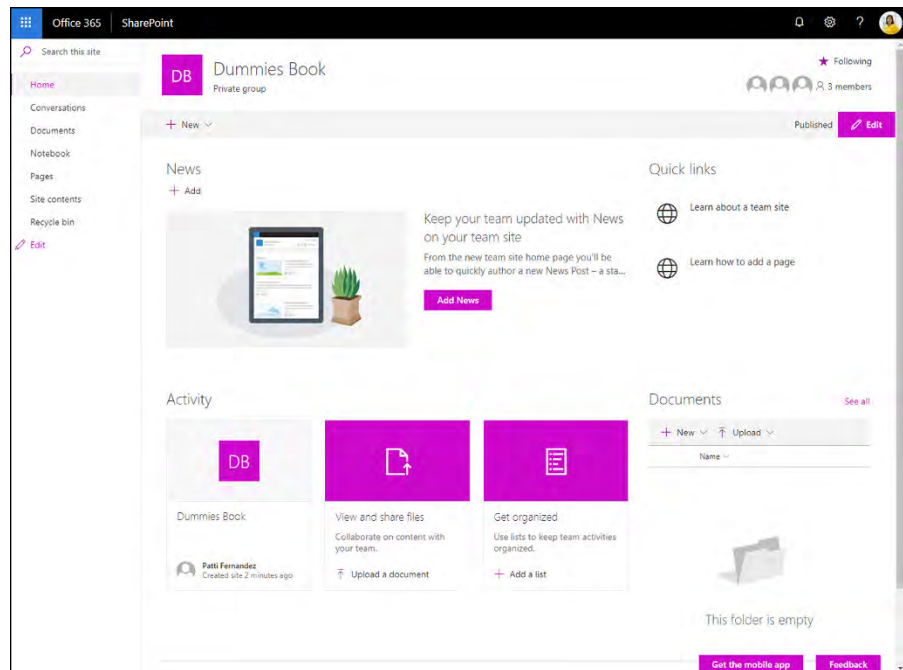 Office 365 SharePoint
Search this site
Home
Conversations
Documents
Notebook
Pages
Site contents
Recycle bin
Edit
DB
Dummies Book
Private group
Following
3 members
+ New
Published
Edit
News
+ Add
Keep your team updated with News
on your team site
From the new team site home page you'll be
able to quickly author a new News Post – a sta...
Add News
Quick links
Learn about a team site
Learn how to add a page
Activity
DB
Dummies Book
Patti Fernandez
Created site 2 minutes ago
View and share files
Collaborate on content with
your team.
Upload a document
Get organized
Use lists to keep team activities
organized.
+ Add a list
Documents
See all
+ New Upload
Name
This folder is empty
Get the mobile app
Feedback